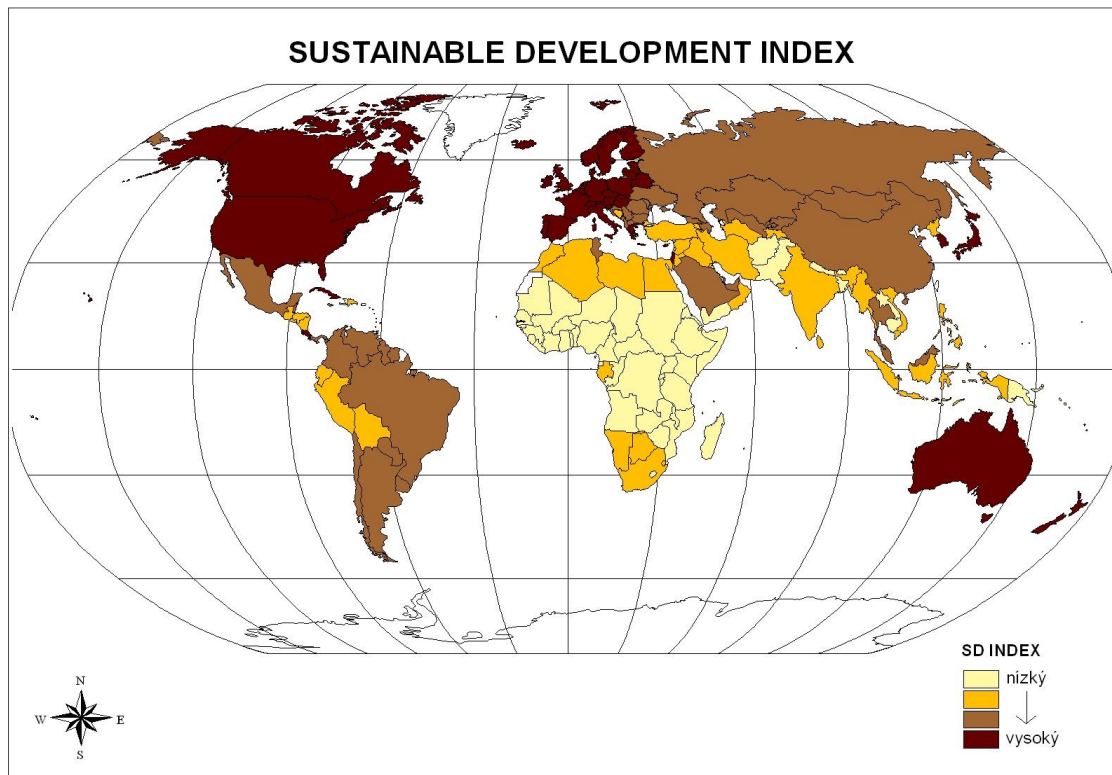 SUSTAINABLE DEVELOPMENT INDEX
SD INDEX
nízký
vysoký
N
W E
S